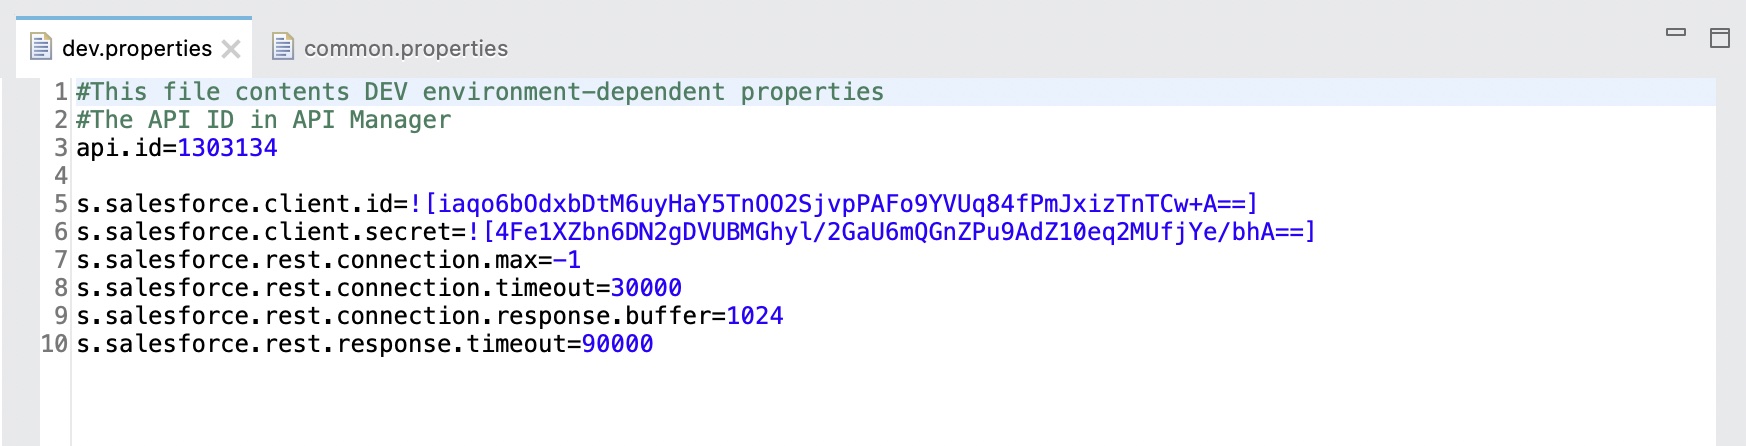 dev.properties
common.properties
1 #This file contents DEV environment-dependent properties
2 #The API ID in API Manager
3 api.id=1303134
4
5 s.salesforce.client.id=![iaqo6bOdxbDtM6uyHaY5TnOO2SjvpPAFo9YVUq84fPmJxizTnTCw+A==]
6 s.salesforce.client.secret=![4Fe1XZbn6DN2gDVUBMGhyl/2GaU6mQGnZPu9AdZ10eq2MUfjYe/bhA==]
7 s.salesforce.rest.connection.max=-1
8 s.salesforce.rest.connection.timeout=30000
9 s.salesforce.rest.connection.response.buffer=1024
10 s.salesforce.rest.response.timeout=90000